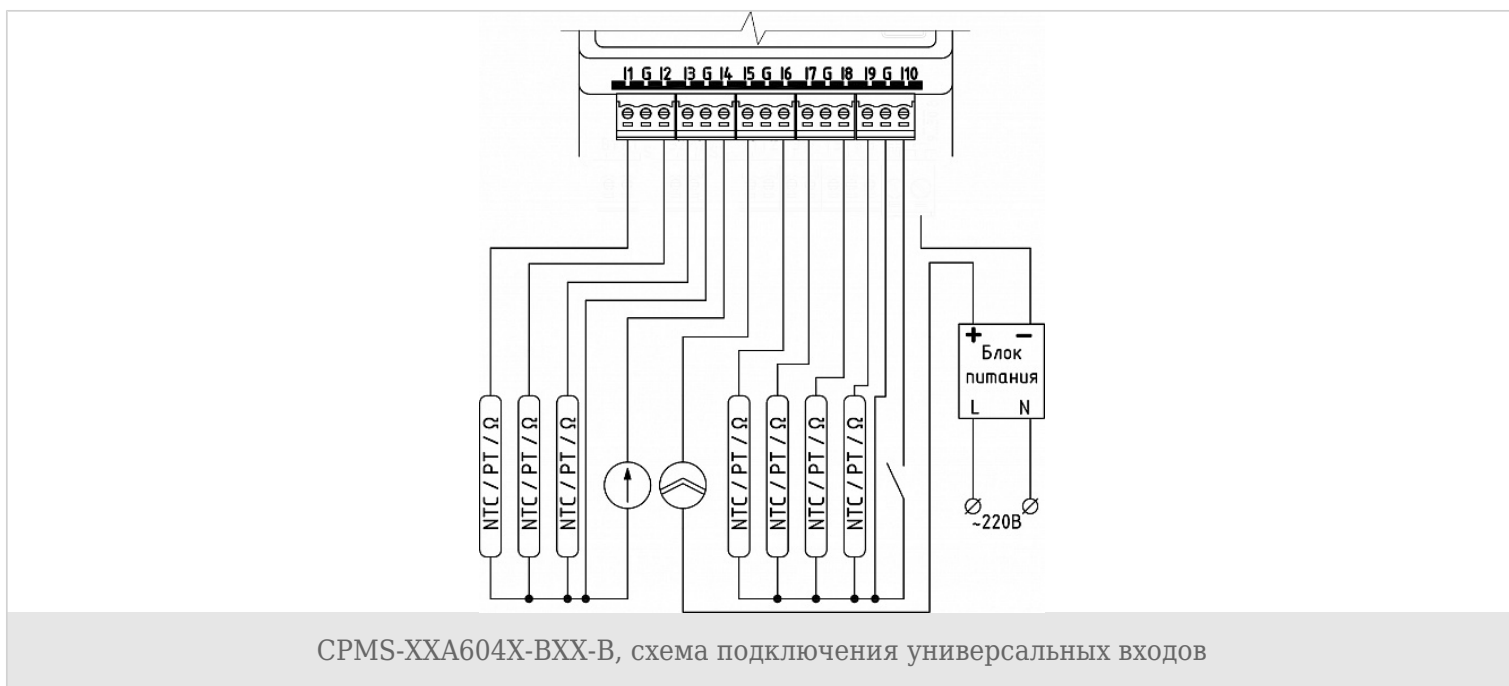 I1 G I2 I3 G I4 I5 G I6 I7 G I8 I9 G I10
+ −
Блок
питания
L N
~220В
NTC / PT / Ω
NTC / PT / Ω
NTC / PT / Ω
NTC / PT / Ω
NTC / PT / Ω
NTC / PT / Ω
NTC / PT / Ω
CPMS-XXA604X-BXX-B, схема подключения универсальных входов